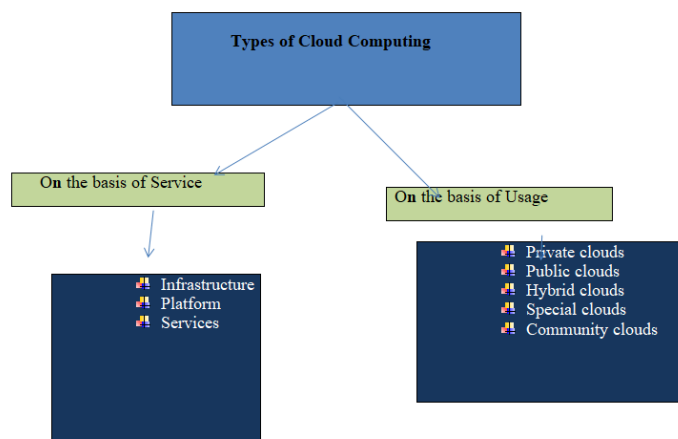 Types of Cloud Computing
On the basis of Service
On the basis of Usage
Infrastructure
Platform
Services
Private clouds
Public clouds
Hybrid clouds
Special clouds
Community clouds